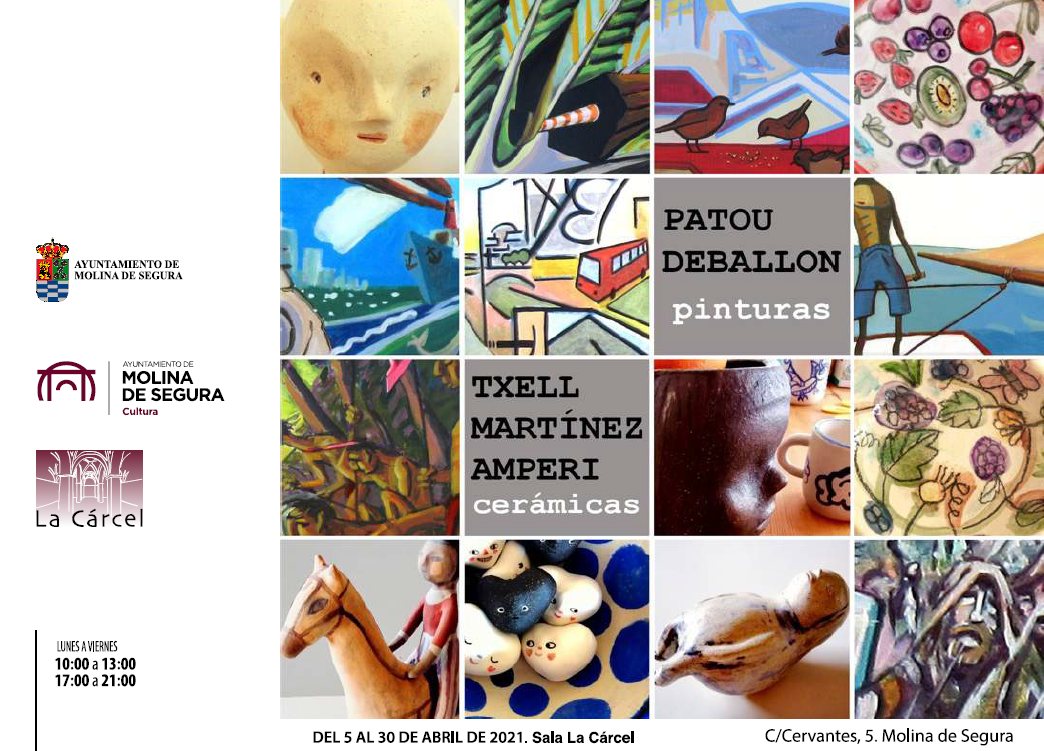 AYUNTAMIENTO DE
MOLINA DE SEGURA
AYUNTAMIENTO DE
MOLINA
DE SEGURA
Cultura
La Cárcel
LUNES A VIERNES
10:00 a 13:00
17:00 a 21:00
PATOU
DEBALLON
pinturas
TXELL
MARTÍNEZ
AMPERI
cerámicas
DEL 5 AL 30 DE ABRIL DE 2021. Sala La Cárcel
C/Cervantes, 5. Molina de Segura